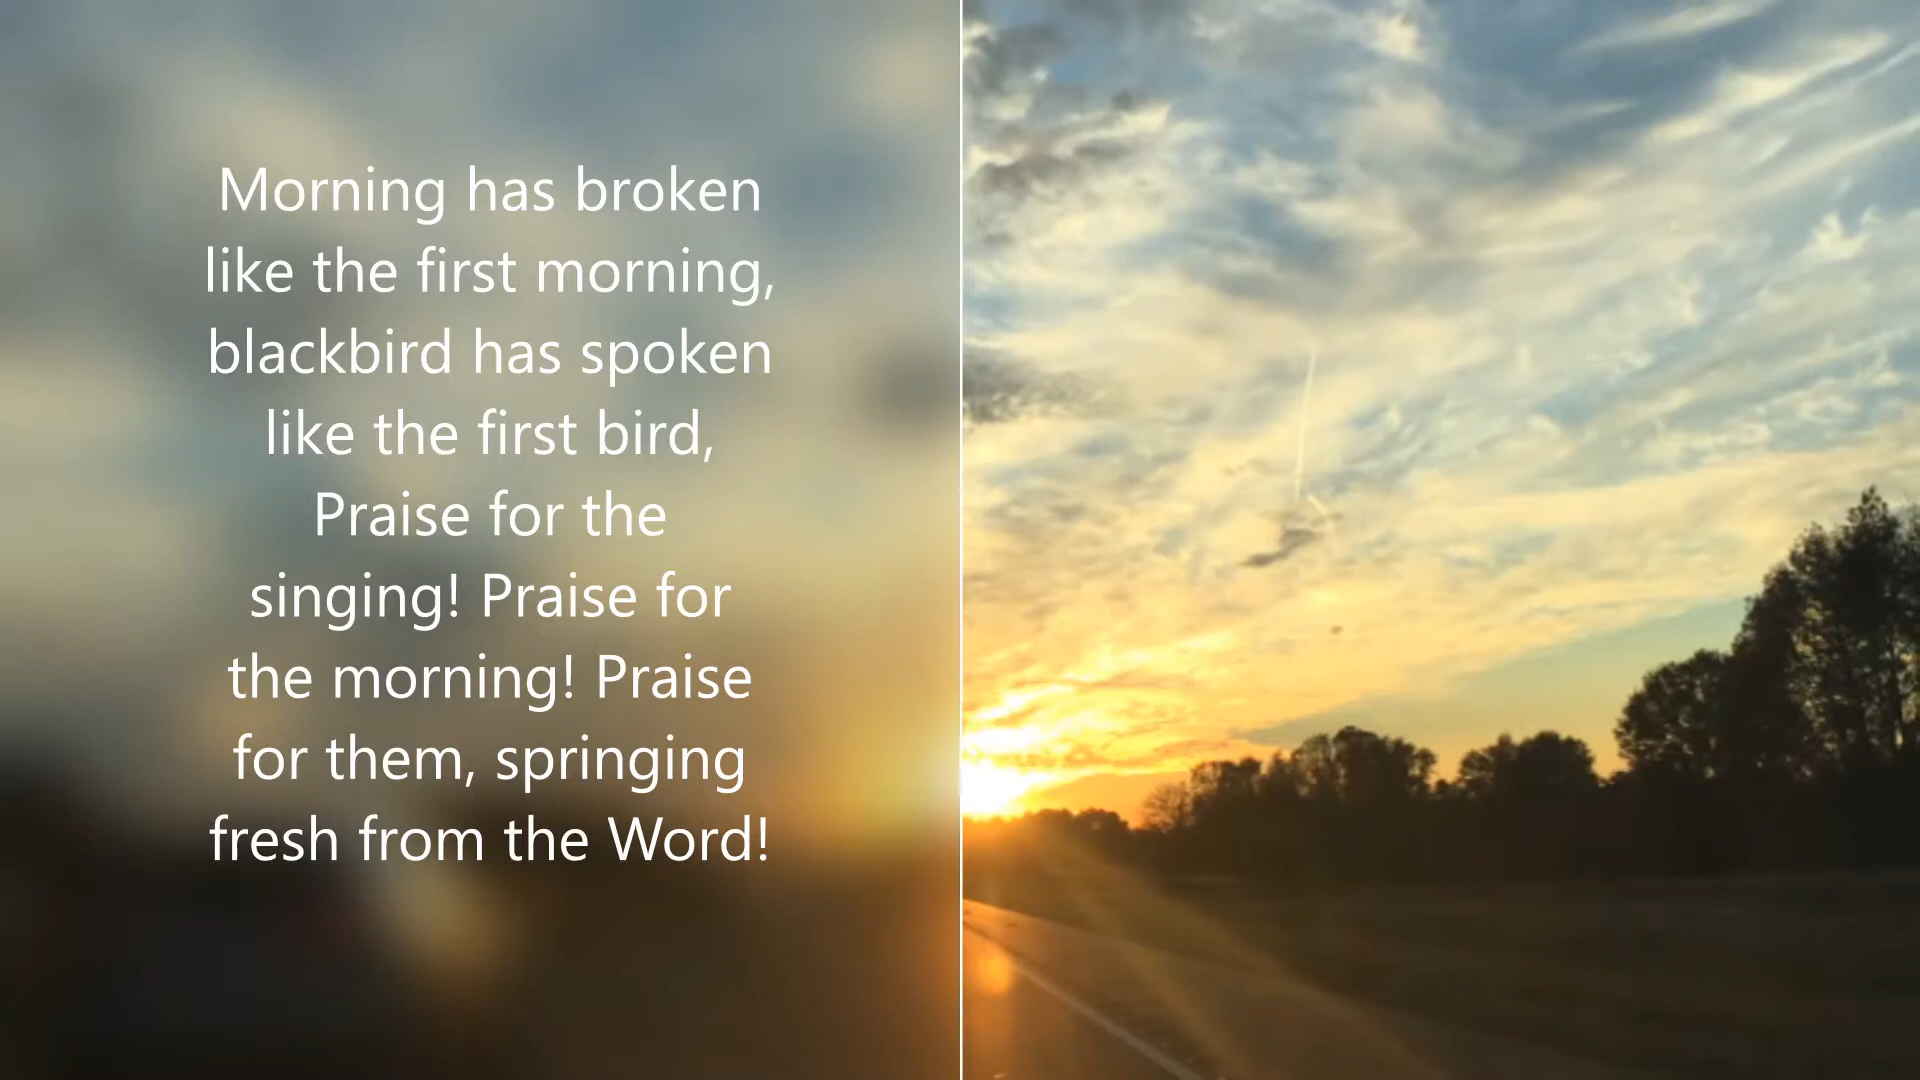 Morning has broken
like the first morning,
blackbird has spoken
like the first bird,
Praise for the
singing! Praise for
the morning! Praise
for them, springing
fresh from the Word!